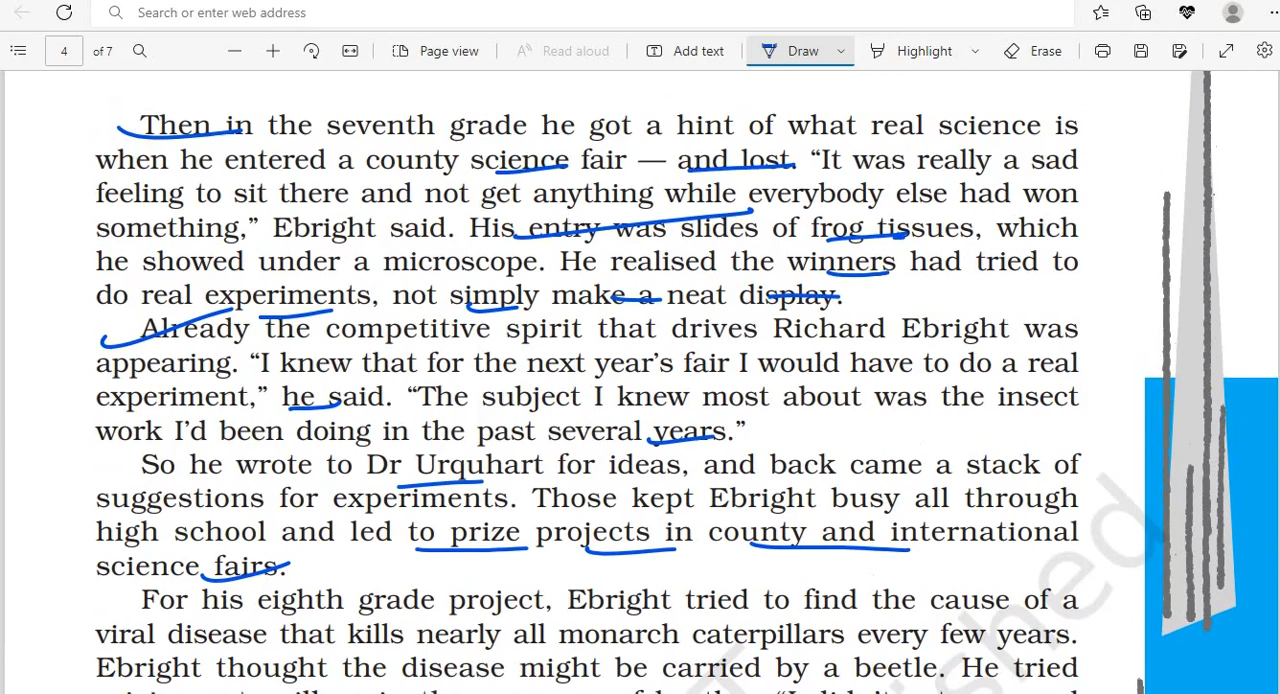 Search or enter web address
4 of 7 Page view Read aloud Add text Draw Highlight Erase
Then in the seventh grade he got a hint of what real science is
when he entered a county science fair — and lost. “It was really a sad
feeling to sit there and not get anything while everybody else had won
something,” Ebright said. His entry was slides of frog tissues, which
he showed under a microscope. He realised the winners had tried to
do real experiments, not simply make a neat display.
Already the competitive spirit that drives Richard Ebright was
appearing. “I knew that for the next year’s fair I would have to do a real
experiment,” he said. “The subject I knew most about was the insect
work I’d been doing in the past several years.”
So he wrote to Dr Urquhart for ideas, and back came a stack of
suggestions for experiments. Those kept Ebright busy all through
high school and led to prize projects in county and international
science fairs.
For his eighth grade project, Ebright tried to find the cause of a
viral disease that kills nearly all monarch caterpillars every few years.
Ebright thought the disease might be carried by a beetle. He tried